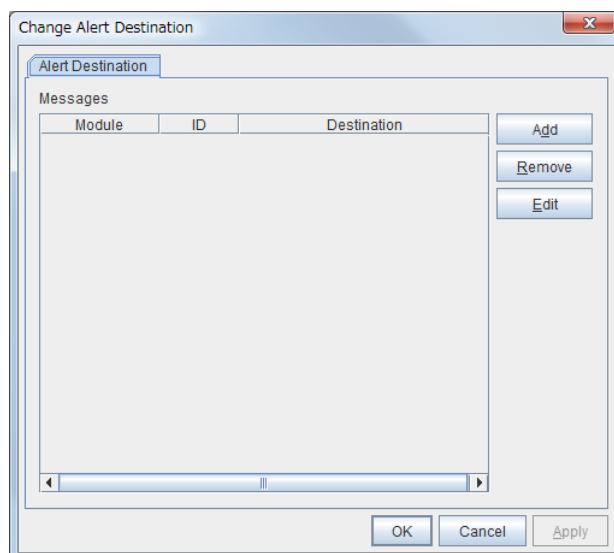 Change Alert Destination
Alert Destination
Messages
Module ID Destination
Add
Remove
Edit
OK Cancel Apply